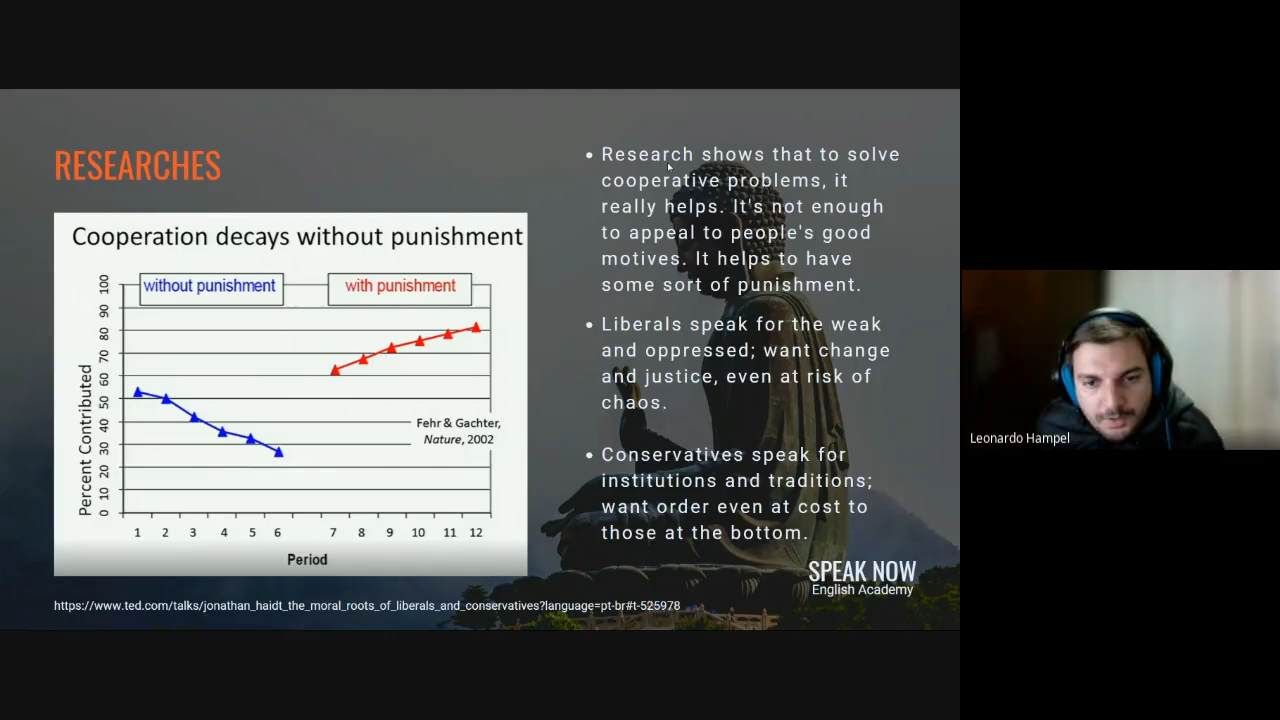 RESEARCHES
Cooperation decays without punishment
without punishment
with punishment
100
90
80
70
60
50
40
30
20
10
0
Percent Contributed
Fehr & Gachter,
Nature, 2002
1 2 3 4 5 6 7 8 9 10 11 12
Period
https://www.ted.com/talks/jonathan_haidt_the_moral_roots_of_liberals_and_conservatives?language=pt-br#t-525978
• Research shows that to solve
cooperative problems, it
really helps. It's not enough
to appeal to people's good
motives. It helps to have
some sort of punishment.
• Liberals speak for the weak
and oppressed; want change
and justice, even at risk of
chaos.
• Conservatives speak for
institutions and traditions;
want order even at cost to
those at the bottom.
SPEAK NOW
English Academy
Leonardo Hampel